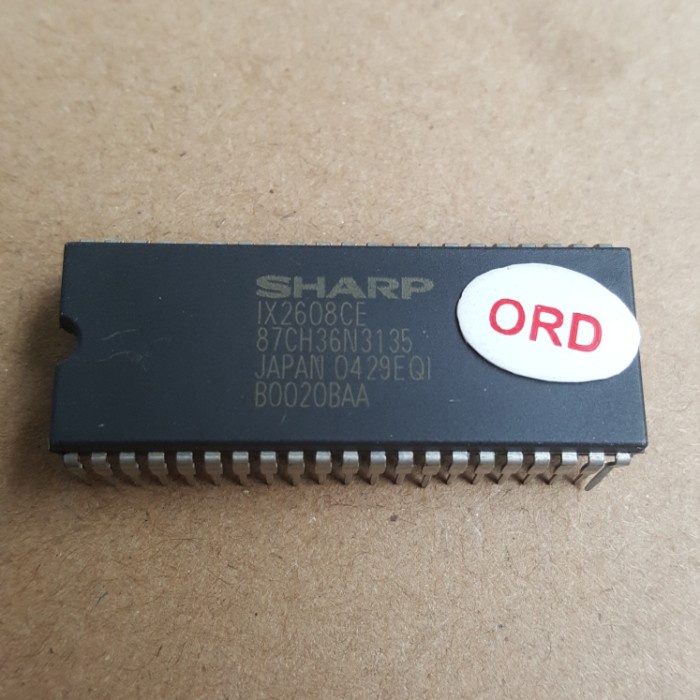 SHARP
IX2608CE
87CH36N3135
JAPAN 0429EQI
B0020BAA
ORD